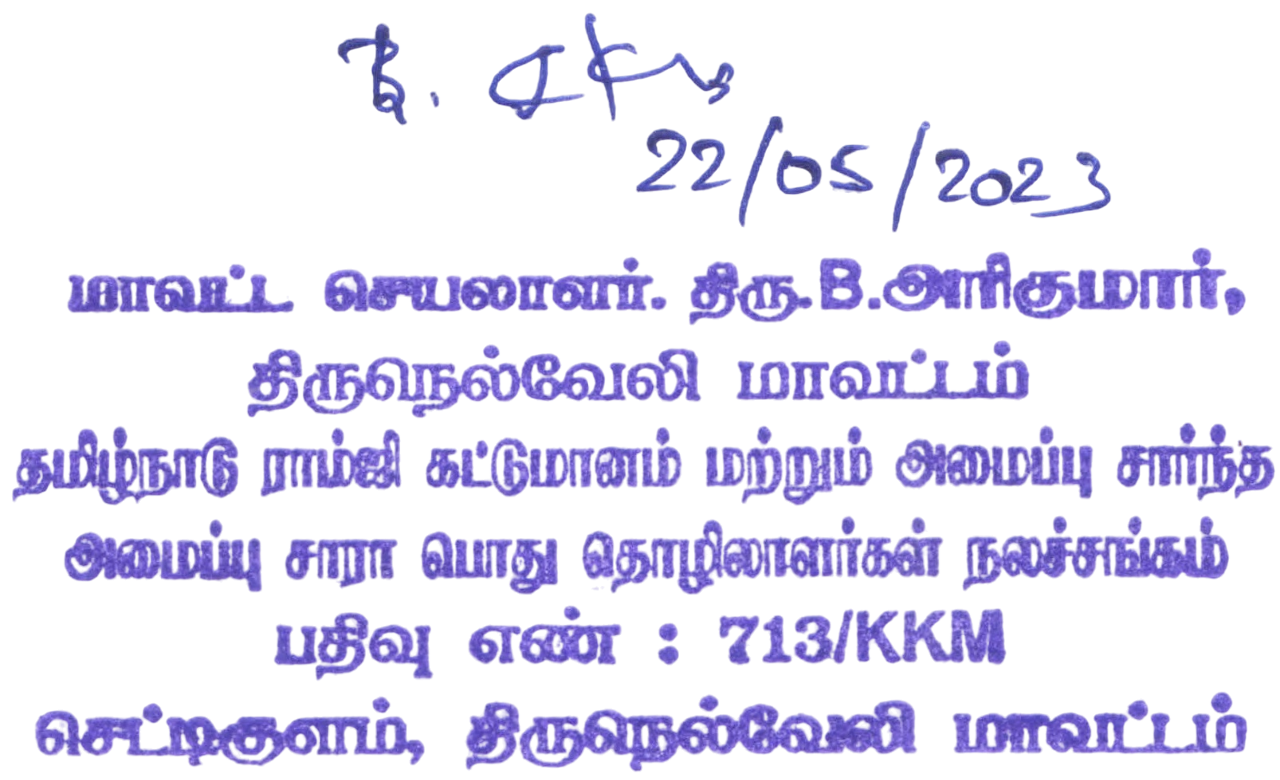 22/05/2023
மாவட்ட செயலாளர். திரு.B.அரிகுமார்,
திருநெல்வேலி மாவட்டம்
தமிழ்நாடு ராம்ஜி கட்டுமானம் மற்றும் அமைப்பு சார்ந்த
அமைப்பு சாரா பொது தொழிலாளர்கள் நலச்சங்கம்
பதிவு எண் : 713/KKM
செட்டிகுளம், திருநெல்வேலி மாவட்டம்